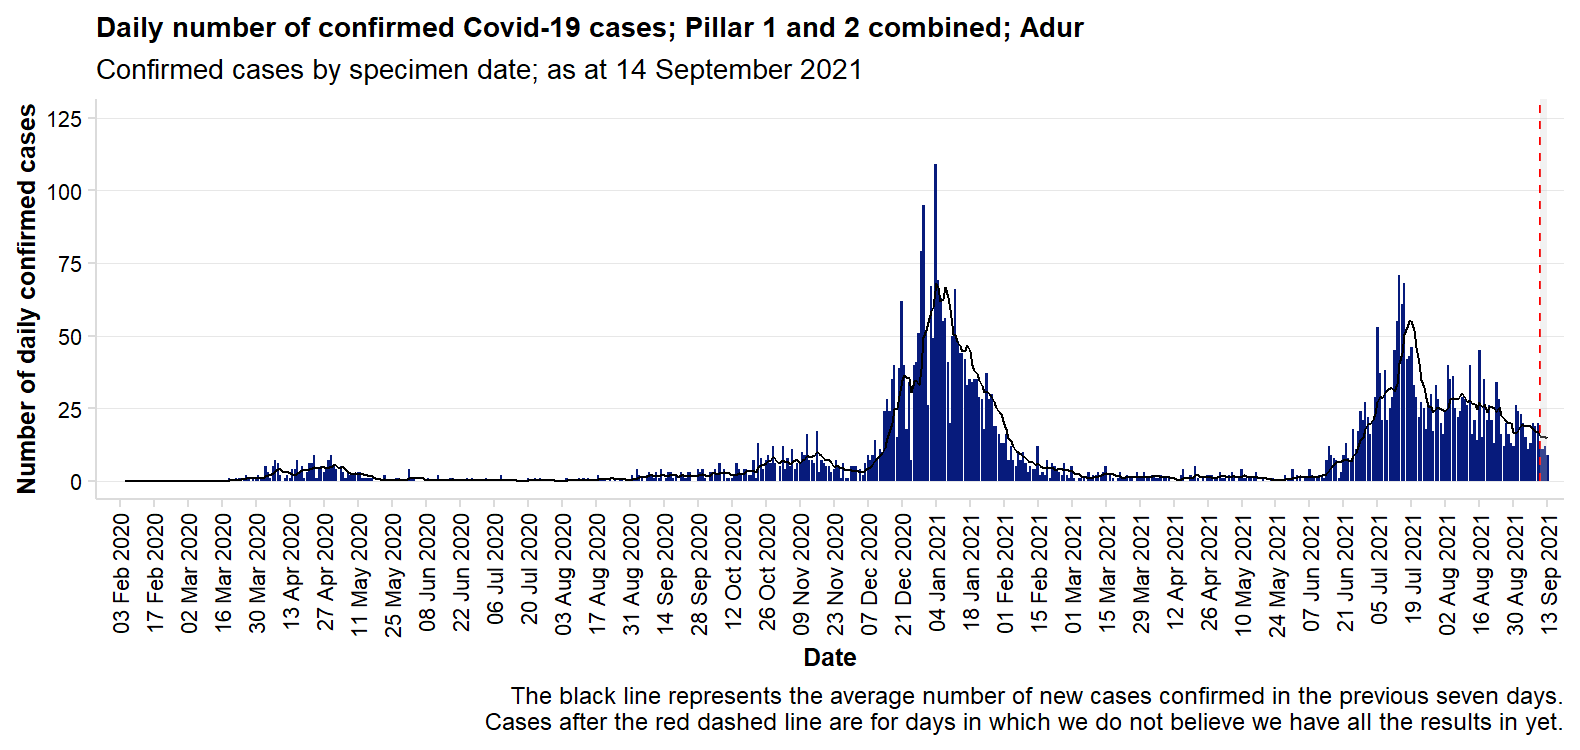 Daily number of confirmed Covid-19 cases; Pillar 1 and 2 combined; Adur
Confirmed cases by specimen date; as at 14 September 2021
Number of daily confirmed cases
125
100
75
50
25
0
03 Feb 2020
17 Feb 2020
02 Mar 2020
16 Mar 2020
30 Mar 2020
13 Apr 2020
27 Apr 2020
11 May 2020
25 May 2020
08 Jun 2020
22 Jun 2020
06 Jul 2020
20 Jul 2020
03 Aug 2020
17 Aug 2020
31 Aug 2020
14 Sep 2020
28 Sep 2020
12 Oct 2020
26 Oct 2020
09 Nov 2020
23 Nov 2020
07 Dec 2020
21 Dec 2020
04 Jan 2021
18 Jan 2021
01 Feb 2021
15 Feb 2021
01 Mar 2021
15 Mar 2021
29 Mar 2021
12 Apr 2021
26 Apr 2021
10 May 2021
24 May 2021
07 Jun 2021
21 Jun 2021
05 Jul 2021
19 Jul 2021
02 Aug 2021
16 Aug 2021
30 Aug 2021
13 Sep 2021
Date
The black line represents the average number of new cases confirmed in the previous seven days.
Cases after the red dashed line are for days in which we do not believe we have all the results in yet.